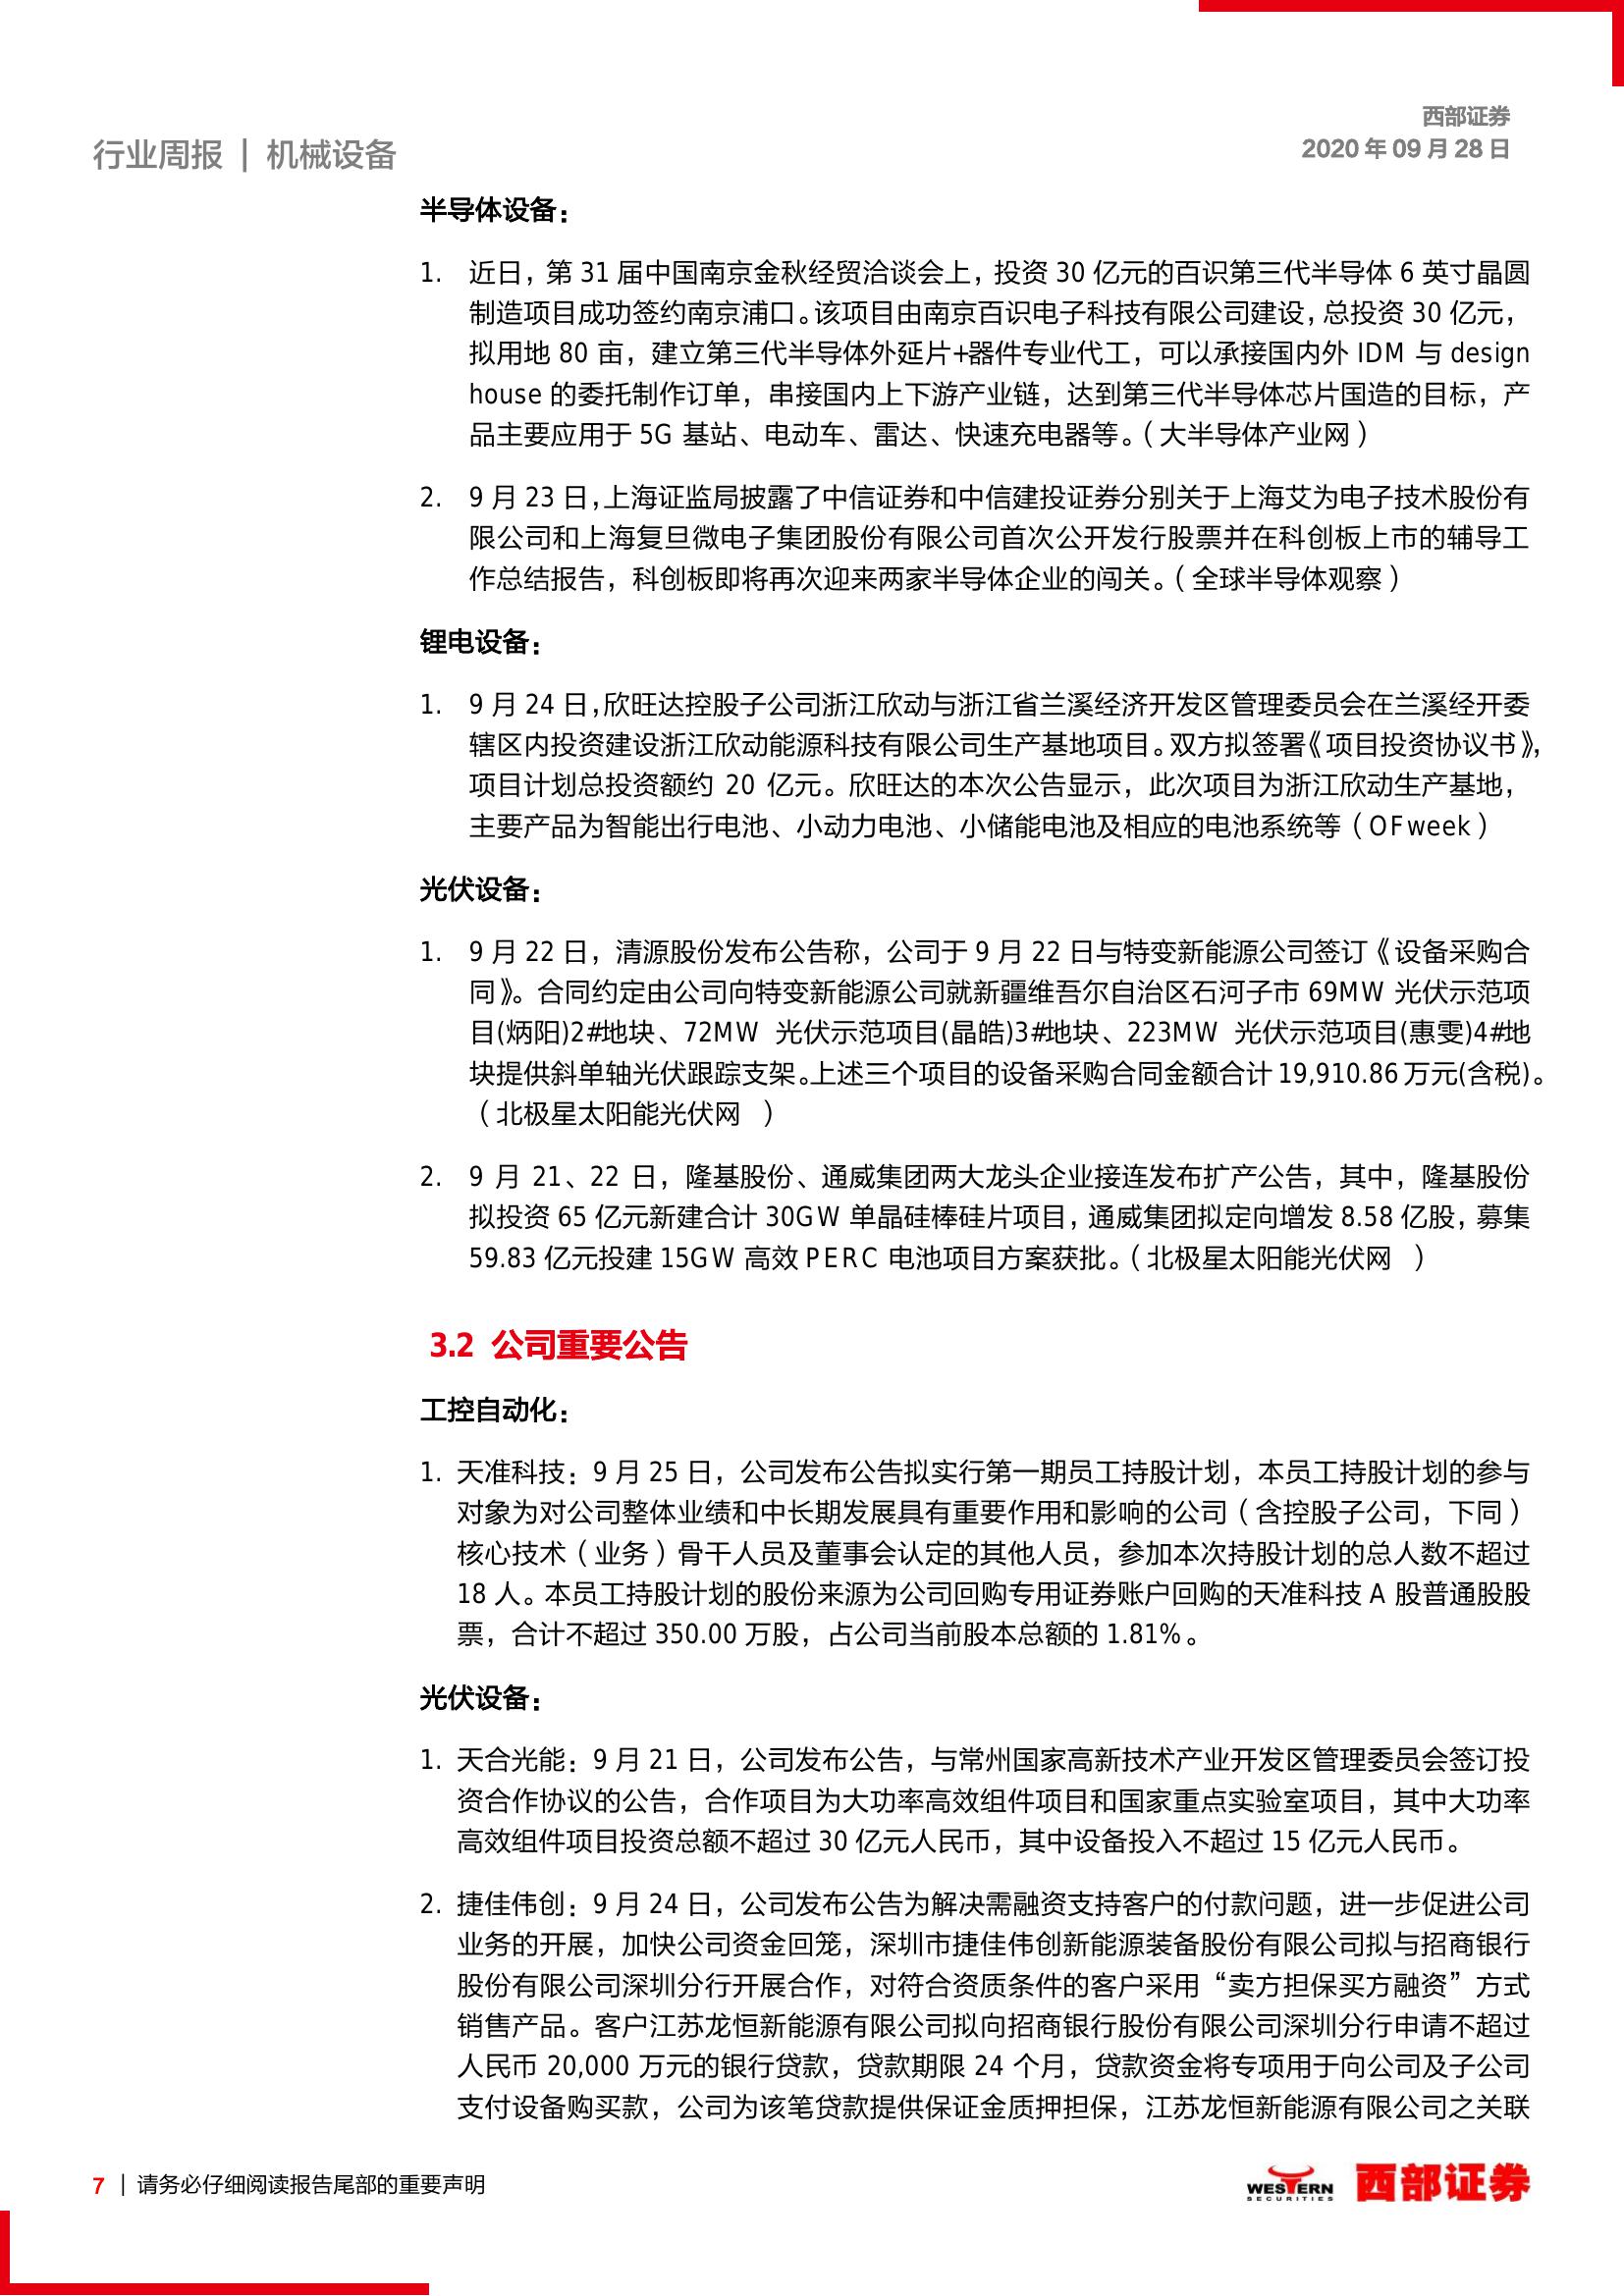 西部证券
行业周报 | 机械设备
2020 年 09 月 28 日
半导体设备：
1. 近日，第 31 届中国南京金秋经贸洽谈会上，投资 30 亿元的百识第三代半导体 6 英寸晶圆
制造项目成功签约南京浦口。该项目由南京百识电子科技有限公司建设，总投资 30 亿元，
拟用地 80 亩，建立第三代半导体外延片+器件专业代工，可以承接国内外 IDM 与 design
house 的委托制作订单，串接国内上下游产业链，达到第三代半导体芯片国造的目标，产
品主要应用于 5G 基站、电动车、雷达、快速充电器等。（大半导体产业网）
2. 9 月 23 日，上海证监局披露了中信证券和中信建投证券分别关于上海艾为电子技术股份有
限公司和上海复旦微电子集团股份有限公司首次公开发行股票并在科创板上市的辅导工
作总结报告，科创板即将再次迎来两家半导体企业的闯关。（全球半导体观察）
锂电设备：
1. 9 月 24 日，欣旺达控股子公司浙江欣动与浙江省兰溪经济开发区管理委员会在兰溪经开委
辖区内投资建设浙江欣动能源科技有限公司生产基地项目。双方拟签署《项目投资协议书》，
项目计划总投资额约 20 亿元。欣旺达的本次公告显示，此次项目为浙江欣动生产基地，
主要产品为智能出行电池、小动力电池、小储能电池及相应的电池系统等（OFweek）
光伏设备：
1. 9 月 22 日，清源股份发布公告称，公司于 9 月 22 日与特变新能源公司签订《设备采购合
同》。合同约定由公司向特变新能源公司就新疆维吾尔自治区石河子市 69MW 光伏示范项
目(炳阳)2#地块、72MW 光伏示范项目(晶皓)3#地块、223MW 光伏示范项目(惠雯)4#地
块提供斜单轴光伏跟踪支架。上述三个项目的设备采购合同金额合计 19,910.86 万元(含税)。
（北极星太阳能光伏网 ）
2. 9 月 21、22 日，隆基股份、通威集团两大龙头企业接连发布扩产公告，其中，隆基股份
拟投资 65 亿元新建合计 30GW 单晶硅棒硅片项目，通威集团拟定向增发 8.58 亿股，募集
59.83 亿元投建 15GW 高效 PERC 电池项目方案获批。（北极星太阳能光伏网 ）
3.2 公司重要公告
工控自动化：
1. 天准科技：9 月 25 日，公司发布公告拟实行第一期员工持股计划，本员工持股计划的参与
对象为对公司整体业绩和中长期发展具有重要作用和影响的公司（含控股子公司，下同）
核心技术（业务）骨干人员及董事会认定的其他人员，参加本次持股计划的总人数不超过
18 人。本员工持股计划的股份来源为公司回购专用证券账户回购的天准科技 A 股普通股股
票，合计不超过 350.00 万股，占公司当前股本总额的 1.81%。
光伏设备：
1. 天合光能：9 月 21 日，公司发布公告，与常州国家高新技术产业开发区管理委员会签订投
资合作协议的公告，合作项目为大功率高效组件项目和国家重点实验室项目，其中大功率
高效组件项目投资总额不超过 30 亿元人民币，其中设备投入不超过 15 亿元人民币。
2. 捷佳伟创：9 月 24 日，公司发布公告为解决需融资支持客户的付款问题，进一步促进公司
业务的开展，加快公司资金回笼，深圳市捷佳伟创新能源装备股份有限公司拟与招商银行
股份有限公司深圳分行开展合作，对符合资质条件的客户采用“卖方担保买方融资”方式
销售产品。客户江苏龙恒新能源有限公司拟向招商银行股份有限公司深圳分行申请不超过
人民币 20,000 万元的银行贷款，贷款期限 24 个月，贷款资金将专项用于向公司及子公司
支付设备购买款，公司为该笔贷款提供保证金质押担保，江苏龙恒新能源有限公司之关联
7 | 请务必仔细阅读报告尾部的重要声明
WESTERN
SECURITIES
西部证券